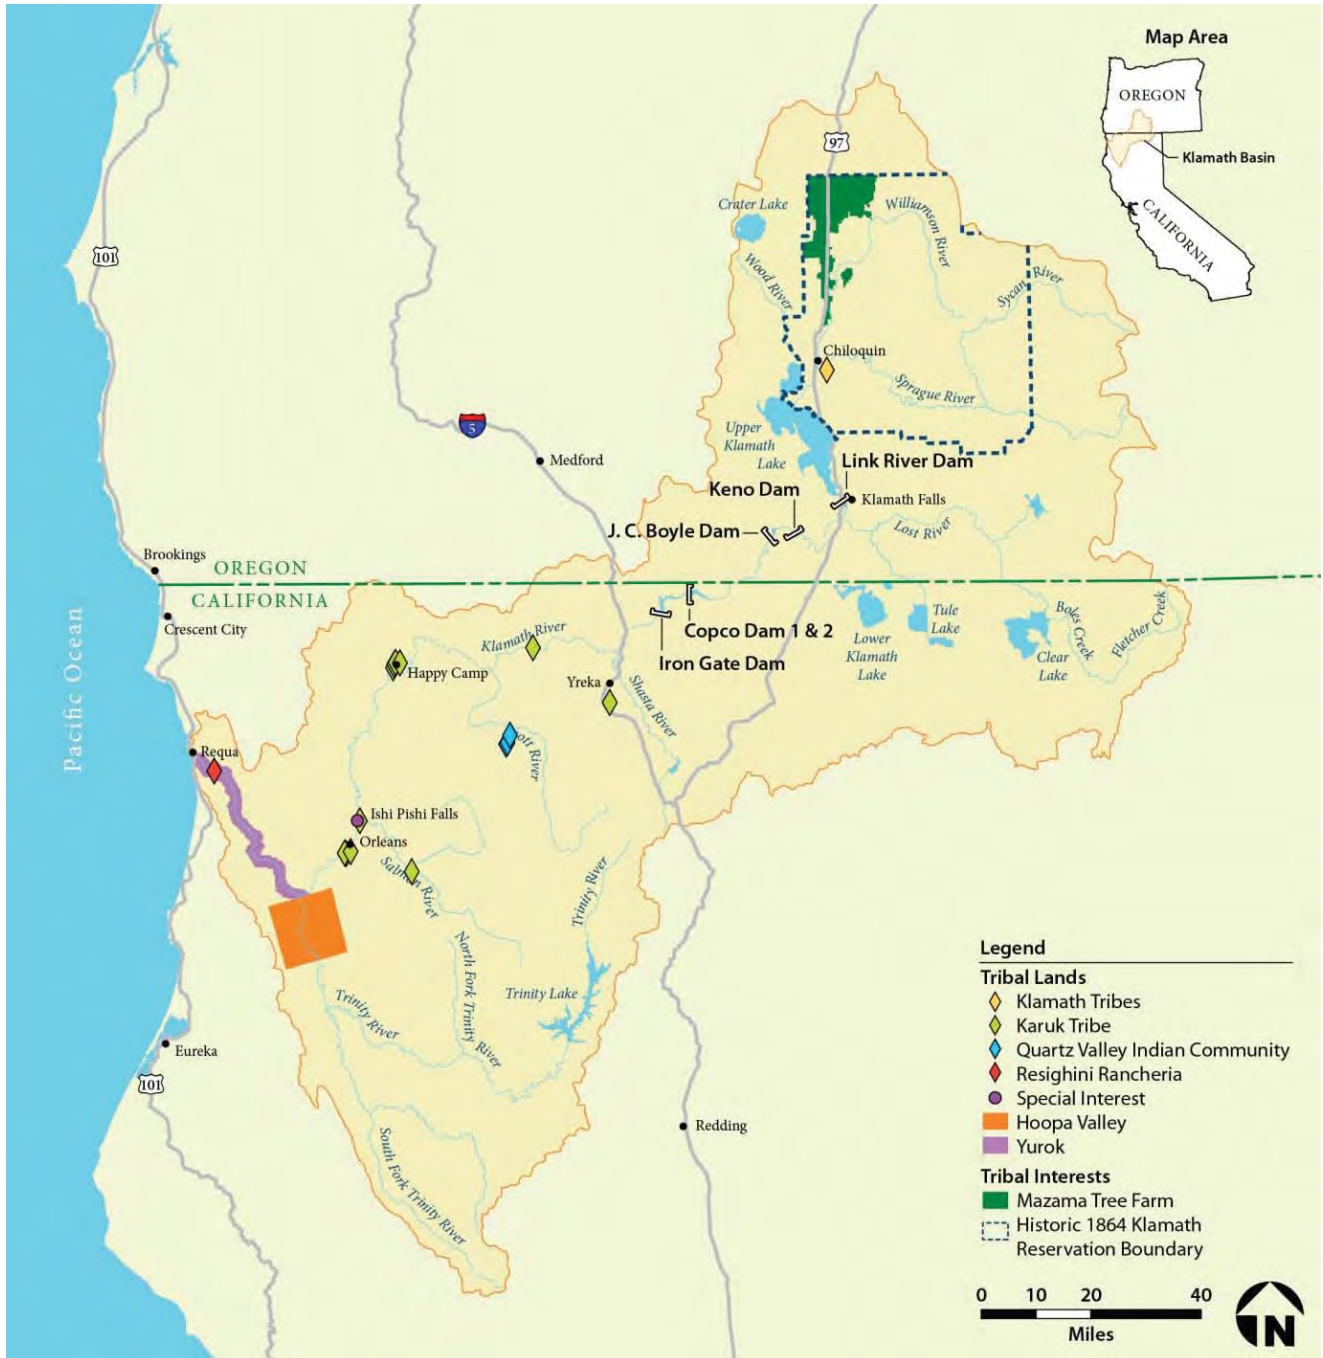 Map Area
OREGON
Klamath Basin
CALIFORNIA
97
Crater Lake
Williamson River
Wood River
Sycan River
101
Chiloquin
Sprague River
5
Upper
Klamath
Lake
Medford
Link River Dam
Keno Dam
Klamath Falls
J. C. Boyle Dam
Lost River
Brookings
OREGON
CALIFORNIA
Crescent City
Pacific Ocean
Klamath River
Copco Dam 1 & 2
Iron Gate Dam
Lower
Klamath
Lake
Tule
Lake
Clear
Lake
Boles Creek
Fletcher Creek
Happy Camp
Yreka
Shasta River
ott River
Requa
Ishi Pishi Falls
Orleans
Salmon River
Trinity River
North Fork Trinity River
Trinity Lake
Trinity River
Eureka
101
South Fork Trinity River
Redding
Legend
Tribal Lands
Klamath Tribes
Karuk Tribe
Quartz Valley Indian Community
Resighini Rancheria
Special Interest
Hoopa Valley
Yurok
Tribal Interests
Mazama Tree Farm
Historic 1864 Klamath
Reservation Boundary
0 10 20 40
Miles
N